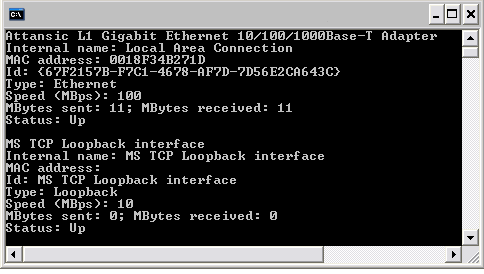 C:\
Attansic L1 Gigabit Ethernet 10/100/1000Base-T Adapter
Internal name: Local Area Connection
MAC address: 0018F34B271D
Id: {67F2157B-F7C1-4678-AF7D-7D56E2CA643C}
Type: Ethernet
Speed (MBps): 100
MBytes sent: 11; MBytes received: 11
Status: Up
MS TCP Loopback interface
Internal name: MS TCP Loopback interface
MAC address:
Id: MS TCP Loopback interface
Type: Loopback
Speed (MBps): 10
MBytes sent: 0; MBytes received: 0
Status: Up